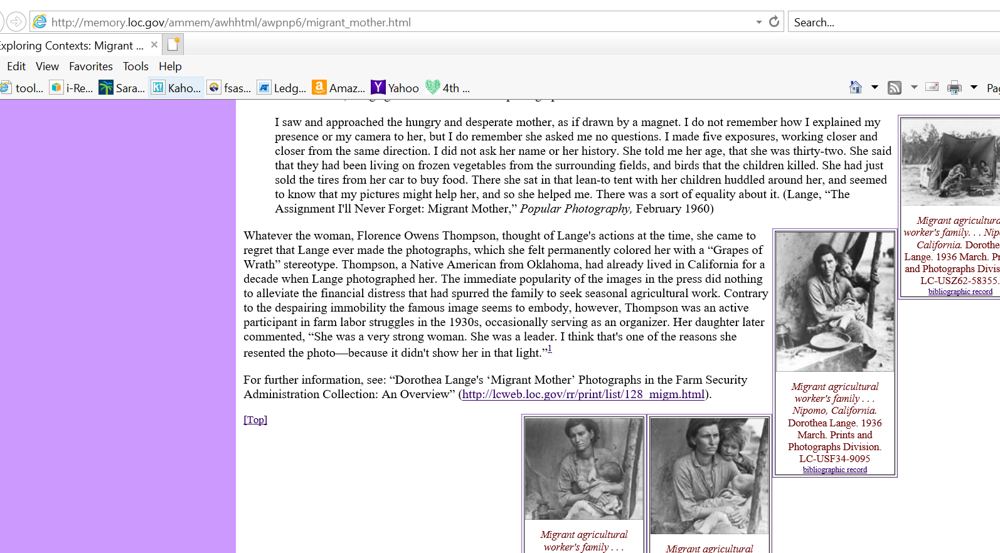 http://memory.loc.gov/ammem/awhhtml/awpnp6/migrant_mother.html
Search...
Exploring Contexts: Migrant ...
Edit View Favorites Tools Help
tool... i-Re... Sara... Kaho... fsas... Ledg... Amaz... Yahoo 4th ...
I saw and approached the hungry and desperate mother, as if drawn by a magnet. I do not remember how I explained my
presence or my camera to her, but I do remember she asked me no questions. I made five exposures, working closer and
closer from the same direction. I did not ask her name or her history. She told me her age, that she was thirty-two. She said
that they had been living on frozen vegetables from the surrounding fields, and birds that the children killed. She had just
sold the tires from her car to buy food. There she sat in that lean-to tent with her children huddled around her, and seemed
to know that my pictures might help her, and so she helped me. There was a sort of equality about it. (Lange, “The
Assignment I'll Never Forget: Migrant Mother,” Popular Photography, February 1960)
Migrant agricultura
worker's family. . . Nip
California. Dorothe
Lange. 1936 March. Pr
and Photographs Divis
LC-USZ62-58355.
bibliographic record
Whatever the woman, Florence Owens Thompson, thought of Lange's actions at the time, she came to
regret that Lange ever made the photographs, which she felt permanently colored her with a “Grapes of
Wrath” stereotype. Thompson, a Native American from Oklahoma, had already lived in California for a
decade when Lange photographed her. The immediate popularity of the images in the press did nothing
to alleviate the financial distress that had spurred the family to seek seasonal agricultural work. Contrary
to the despairing immobility the famous image seems to embody, however, Thompson was an active
participant in farm labor struggles in the 1930s, occasionally serving as an organizer. Her daughter later
commented, “She was a very strong woman. She was a leader. I think that's one of the reasons she
resented the photo—because it didn't show her in that light.”1
For further information, see: “Dorothea Lange's ‘Migrant Mother’ Photographs in the Farm Security
Administration Collection: An Overview” (http://lcweb.loc.gov/rr/print/list/128_migm.html).
[Top]
Migrant agricultural
worker's family . . .
Nipomo, California.
Dorothea Lange. 1936
March. Prints and
Photographs Division.
LC-USF34-9095
bibliographic record
Migrant agricultural
worker's family . . .
Migrant agricultural